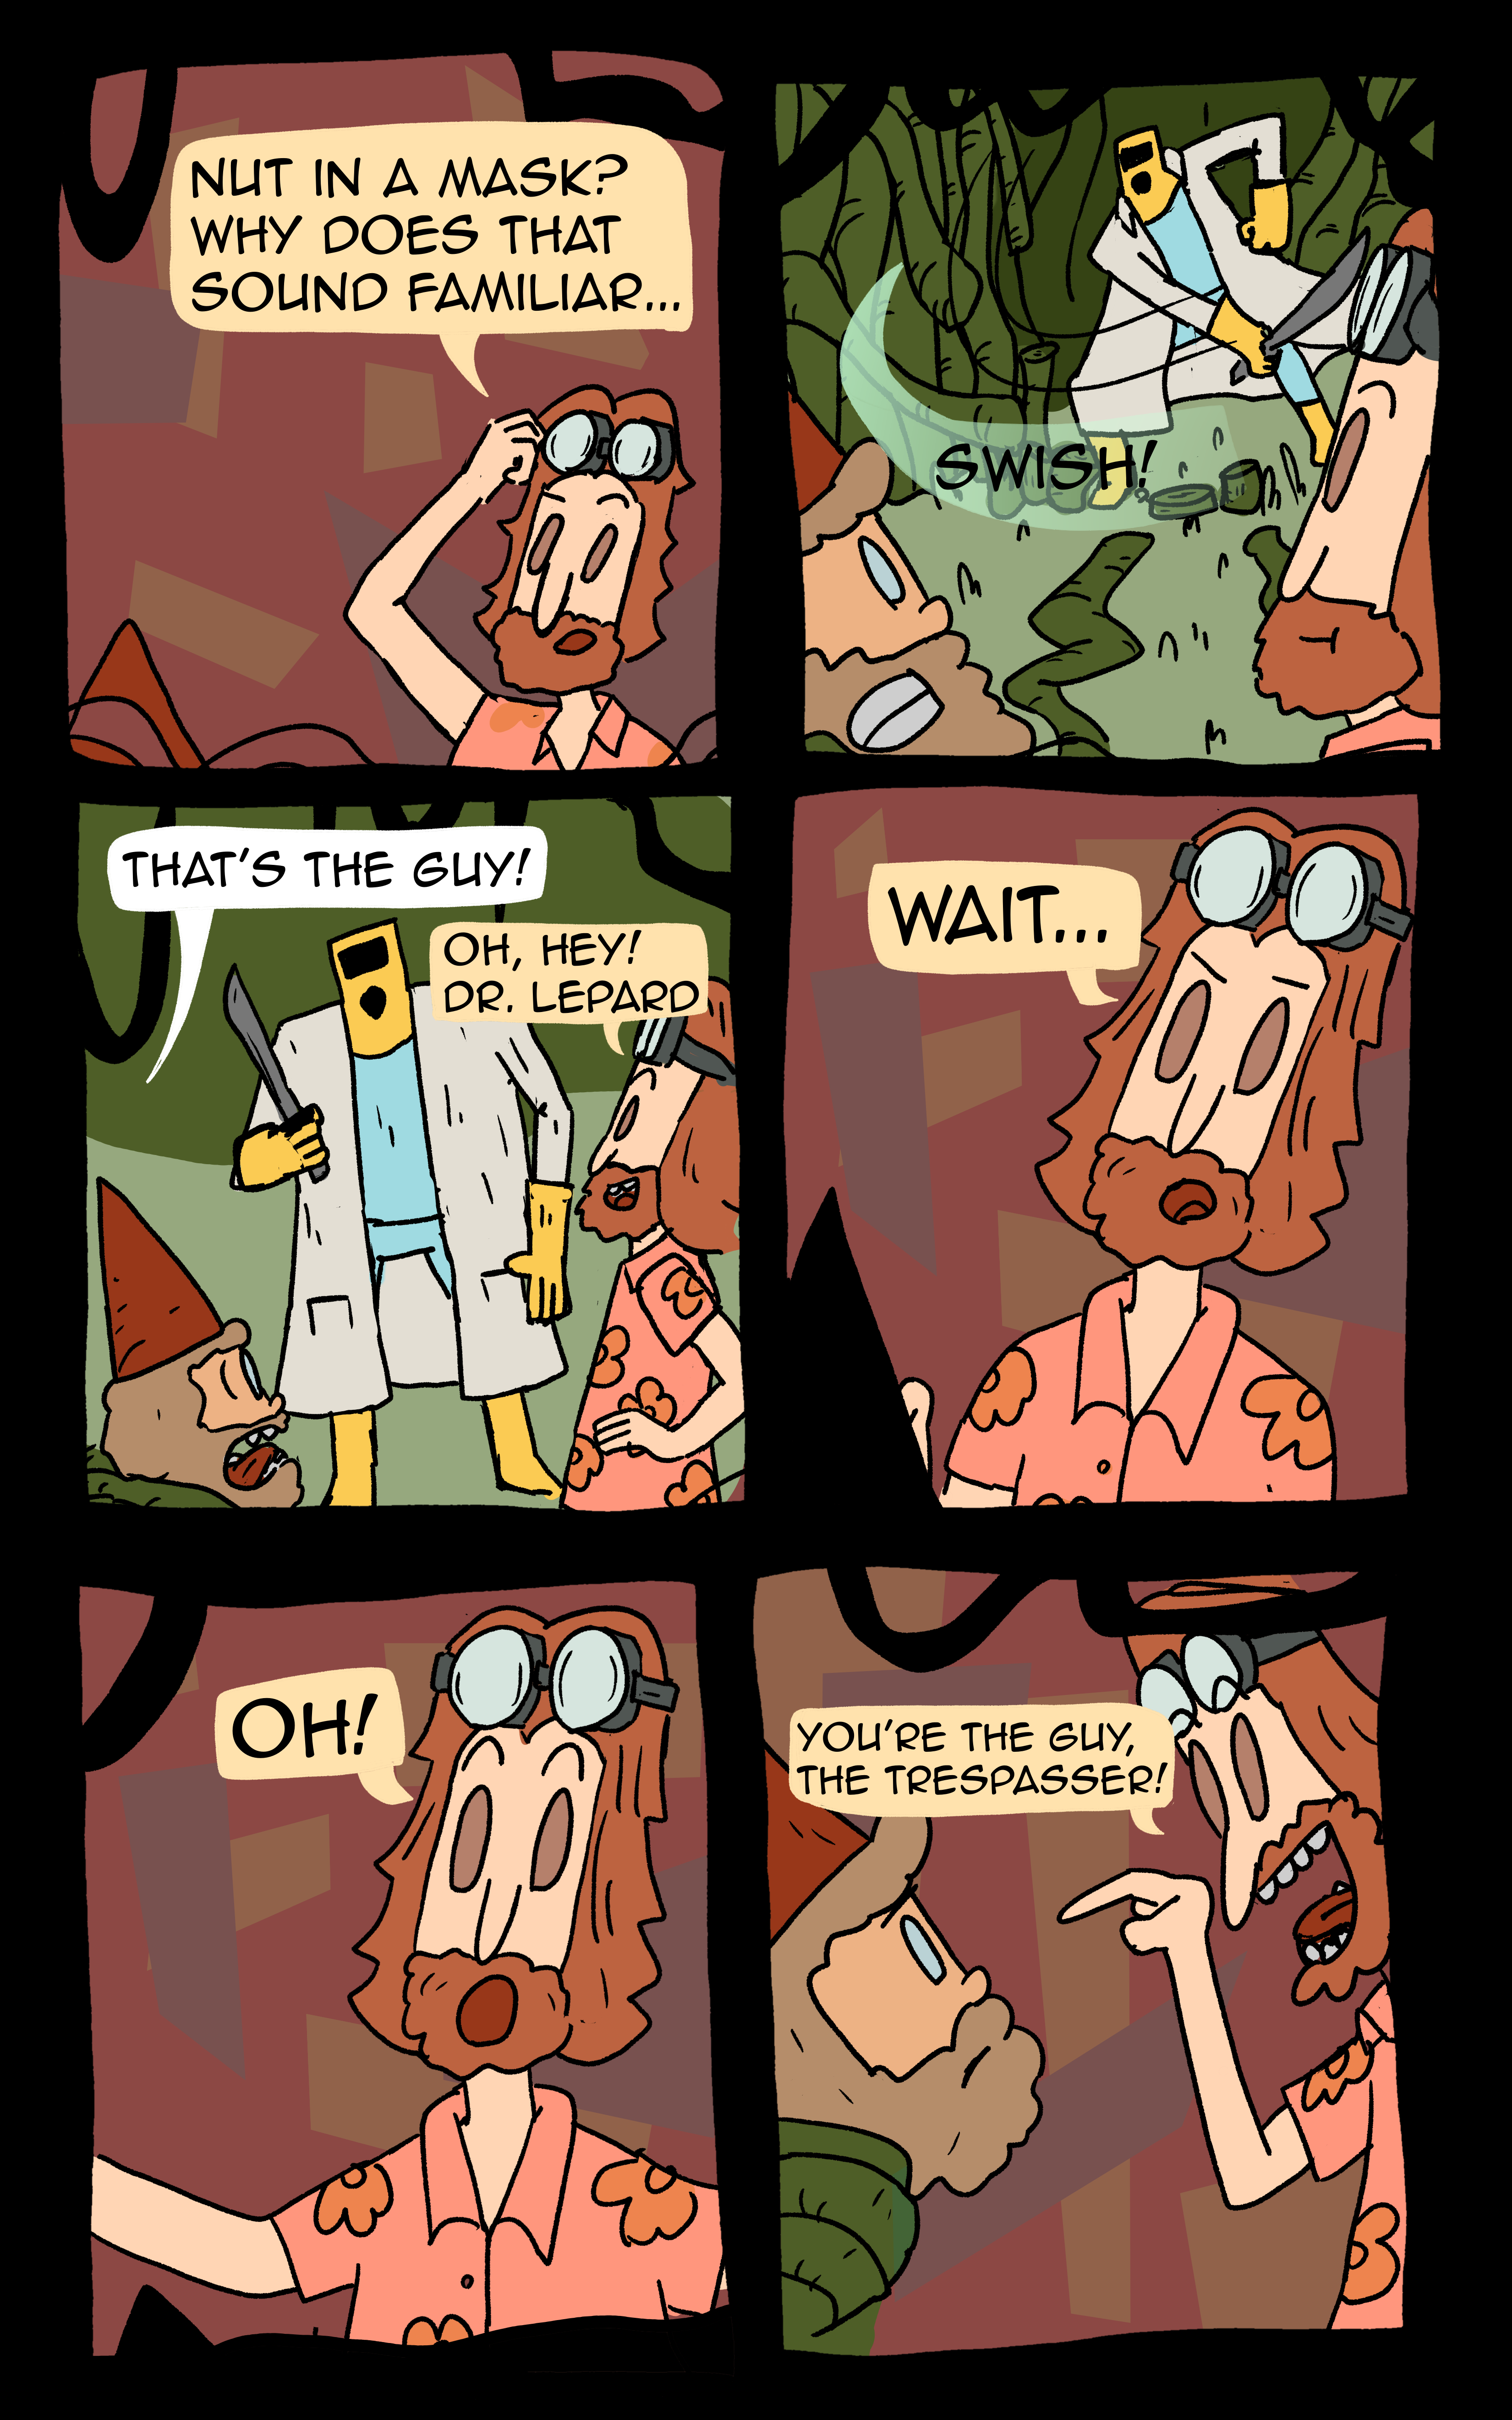 NUT IN A MASK?
WHY DOES THAT
SOUND FAMILIAR...
SWISH!
THAT'S THE GUY!
OH, HEY!
DR. LEPARD
WAIT...
OH!
YOU'RE THE GUY,
THE TRESPASSER!